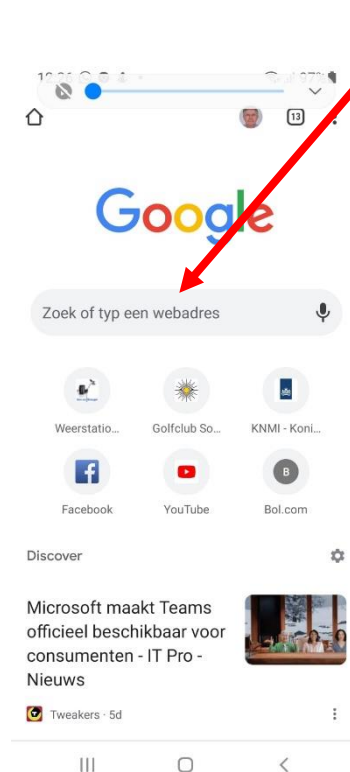 13
Google
Zoek of typ een webadres
Weerstatio...
Golfclub So...
KNMI - Koni...
B
Facebook
YouTube
Bol.com
Discover
Microsoft maakt Teams
officieel beschikbaar voor
consumenten - IT Pro -
Nieuws
Tweakers · 5d